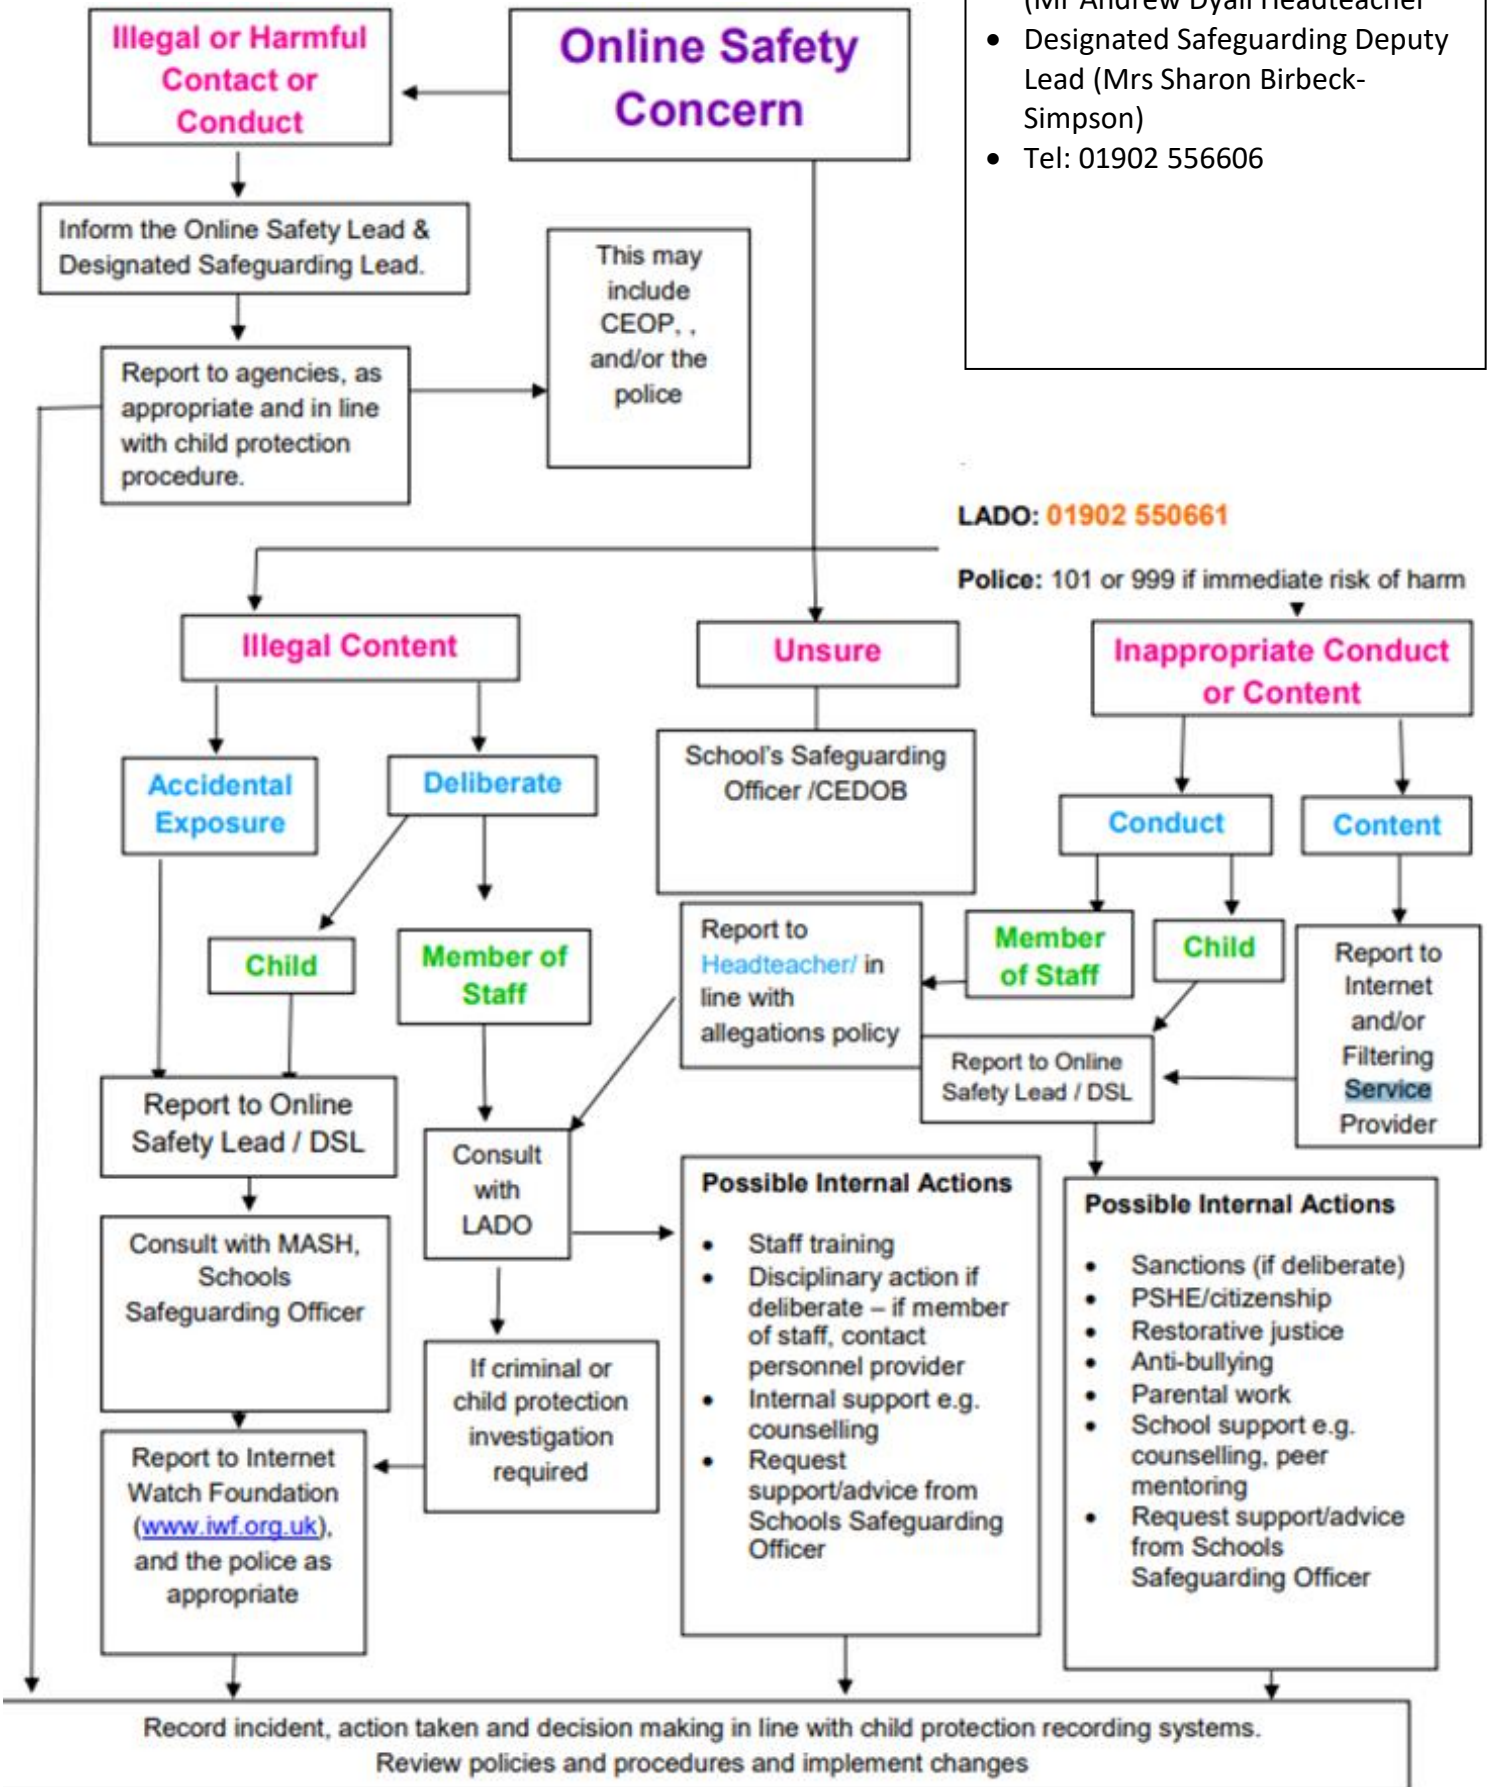 Illegal or Harmful
Contact or
Conduct
Online Safety
Concern
(Mr Andrew Dyall Headteacher
• Designated Safeguarding Deputy
Lead (Mrs Sharon Birbeck-
Simpson)
• Tel: 01902 556606
Inform the Online Safety Lead &
Designated Safeguarding Lead.
This may
include
CEOP, ,
and/or the
police
Report to agencies, as
appropriate and in line
with child protection
procedure.
LADO: 01902 550661
Police: 101 or 999 if immediate risk of harm
Illegal Content
Unsure
Inappropriate Conduct
or Content
Accidental
Exposure
Deliberate
School's Safeguarding
Officer /CEDOB
Conduct
Content
Child
Member of
Staff
Report to
Headteacher/ in
line with
allegations policy
Member
of Staff
Child
Report to
Internet
and/or
Filtering
Service
Provider
Report to Online
Safety Lead / DSL
Report to Online
Safety Lead / DSL
Consult
with
LADO
Consult with MASH,
Schools
Safeguarding Officer
Possible Internal Actions
• Staff training
• Disciplinary action if
deliberate – if member
of staff, contact
personnel provider
• Internal support e.g.
counselling
• Request
support/advice from
Schools Safeguarding
Officer
Possible Internal Actions
• Sanctions (if deliberate)
• PSHE/citizenship
• Restorative justice
• Anti-bullying
• Parental work
• School support e.g.
counselling, peer
mentoring
• Request support/advice
from Schools
Safeguarding Officer
If criminal or
child protection
investigation
required
Report to Internet
Watch Foundation
(www.iwf.org.uk),
and the police as
appropriate
Record incident, action taken and decision making in line with child protection recording systems.
Review policies and procedures and implement changes